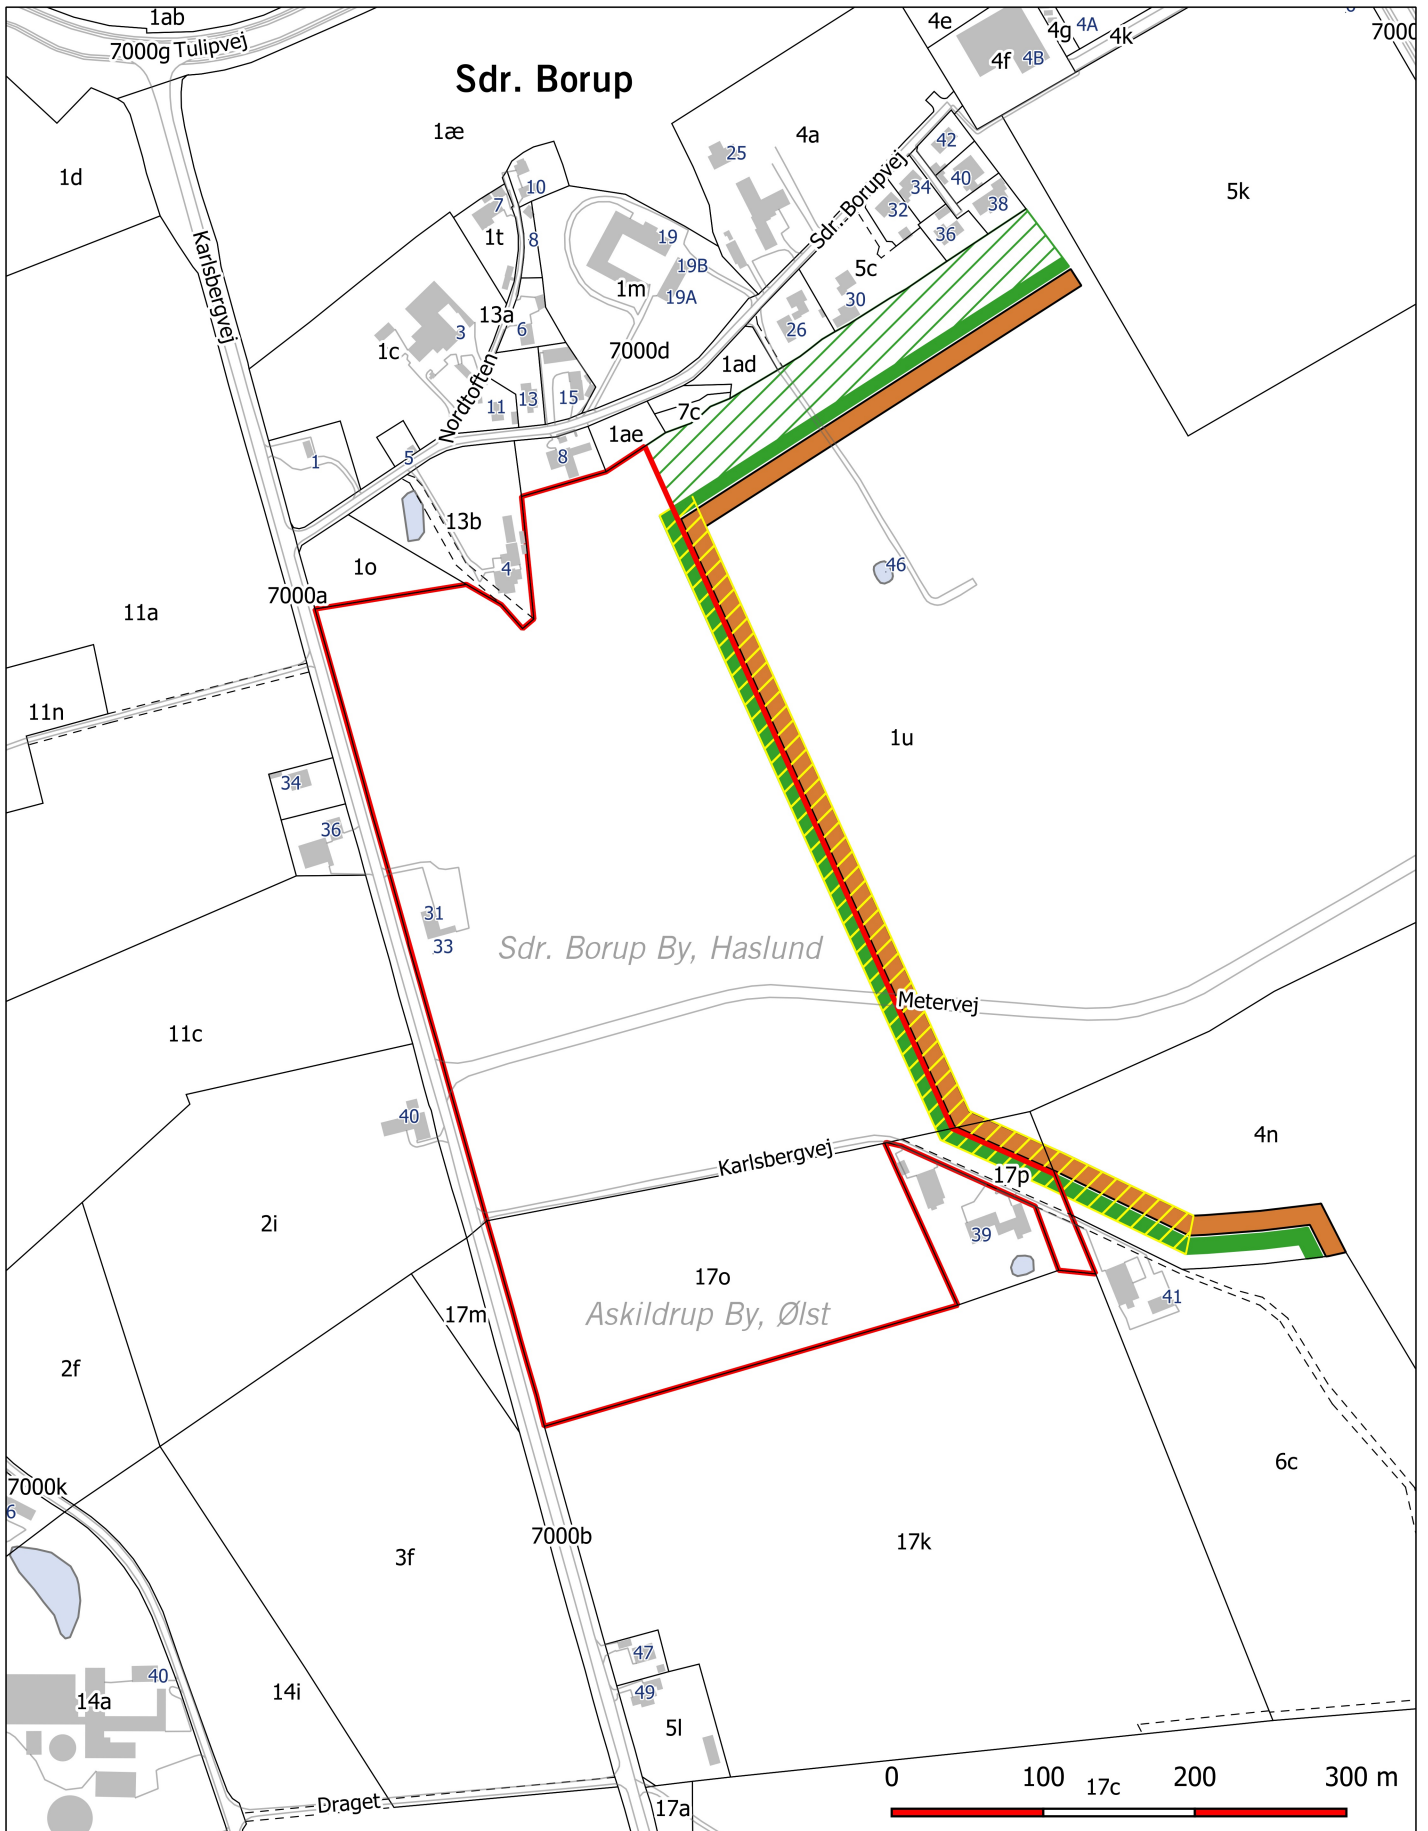 1ab
7000g Tulipvej
4e
4g
4A
4k
7000
4f
4B
Sdr. Borup
1æ
4a
25
42
1d
10
34
40
5k
7
32
38
1t
8
19
Sdr. Borupvej
36
Karlsbergvej
19B
5c
1m
19A
30
13a
6
26
3
1c
7000d
1ad
Nordtoften
13
15
11
7c
1ae
5
8
1
13b
4
1o
46
7000a
11a
11n
1u
34
36
31
33
Sdr. Borup By, Haslund
Metervej
11c
40
4n
Karlsbergvej
17p
2i
39
17o
41
17m
Askildrup By, Ølst
2f
6c
7000k
6
7000b
17k
3f
47
40
14a
14i
49
5l
0
100
200
300 m
17c
Draget
17a